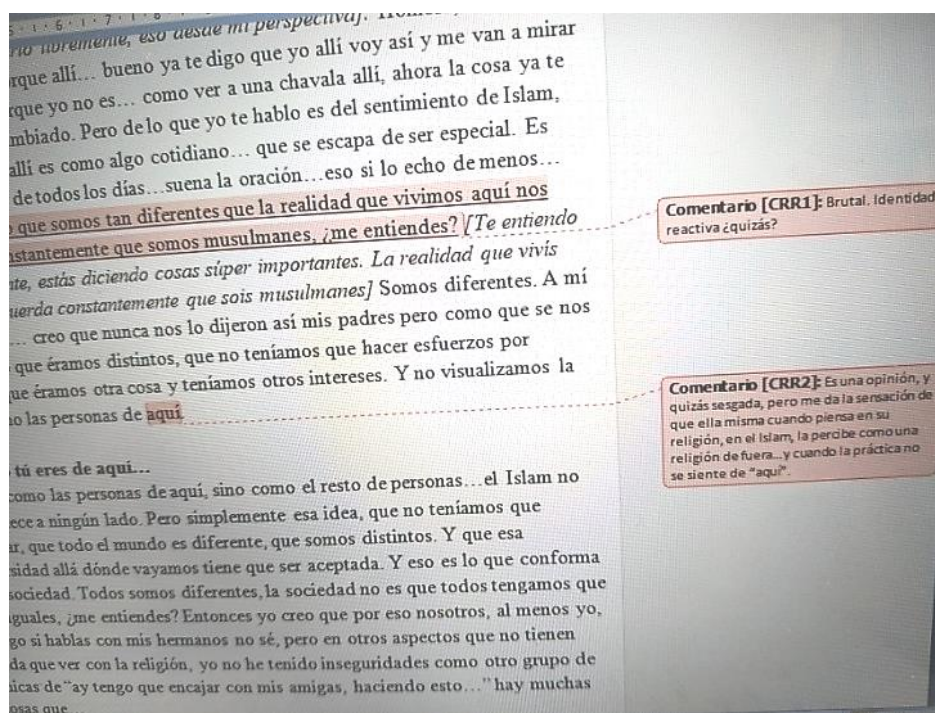 5 · 1 · 6 · 1 · 7 · 1 · 8
libremente, eso desde mi perspectiva].
rque allí... bueno ya te digo que yo allí voy así y me van a mirar
rque yo no es... como ver a una chavala allí, ahora la cosa ya te
mbiado. Pero de lo que yo te hablo es del sentimiento de Islam,
allí es como algo cotidiano... que se escapa de ser especial. Es
de todos los días...suena la oración...eso si lo echo de menos...
que somos tan diferentes que la realidad que vivimos aquí nos
nstantemente que somos musulmanes, ¿me entiendes? [Te entiendo
nte, estás diciendo cosas súper importantes. La realidad que vivís
uerda constantemente que sois musulmanes] Somos diferentes. A mí
... creo que nunca nos lo dijeron así mis padres pero como que se nos
que éramos distintos, que no teníamos que hacer esfuerzos por
ue éramos otra cosa y teníamos otros intereses. Y no visualizamos la
o las personas de aquí
tú eres de aquí...
como las personas de aquí, sino como el resto de personas...el Islam no
ece a ningún lado. Pero simplemente esa idea, que no teníamos que
ar, que todo el mundo es diferente, que somos distintos. Y que esa
sidad allá dónde vayamos tiene que ser aceptada. Y eso es lo que conforma
sociedad. Todos somos diferentes, la sociedad no es que todos tengamos que
iguales, ¿me entiendes? Entonces yo creo que por eso nosotros, al menos yo,
go si hablas con mis hermanos no sé, pero en otros aspectos que no tienen
da que ver con la religión, yo no he tenido inseguridades como otro grupo de
icas de "ay tengo que encajar con mis amigas, haciendo esto..." hay muchas
osas que
Comentario [CRR1]: Brutal. Identidad
reactiva ¿quizás?
Comentario [CRR2]: Es una opinión, y
quizás sesgada, pero me da la sensación de
que ella misma cuando piensa en su
religión, en el Islam, la percibe como una
religión de fuera...y cuando la práctica no
se siente de "aquí".